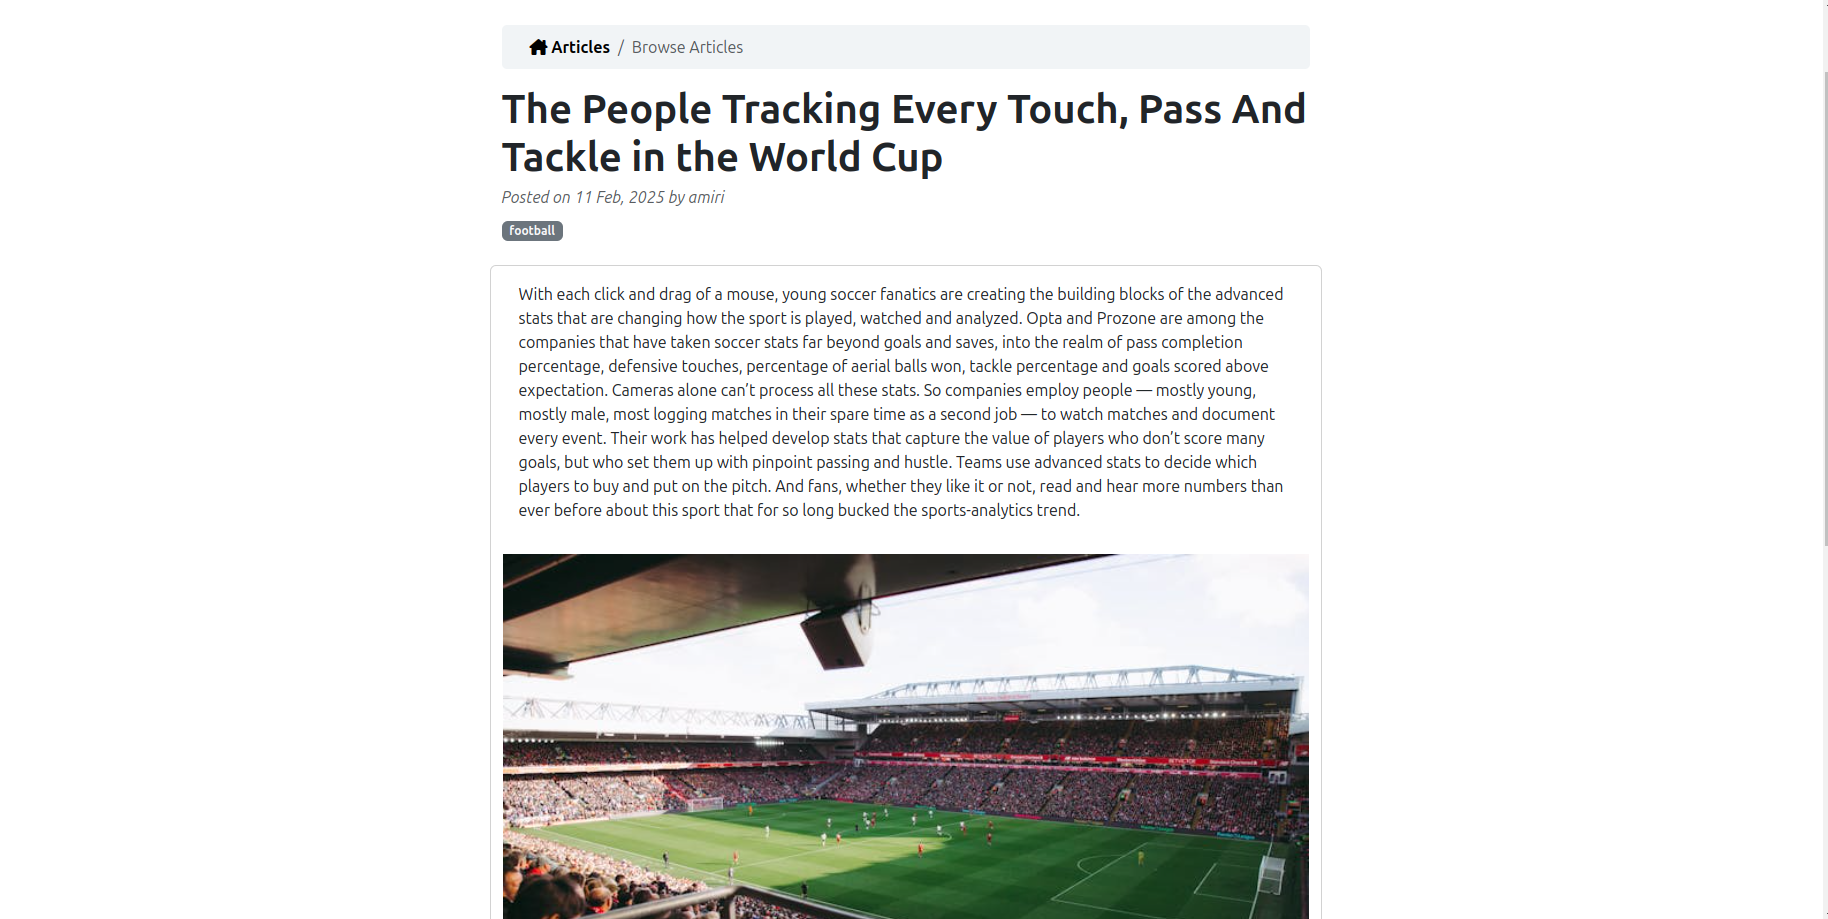 Articles / Browse Articles
The People Tracking Every Touch, Pass And
Tackle in the World Cup
Posted on 11 Feb, 2025 by amiri
football
With each click and drag of a mouse, young soccer fanatics are creating the building blocks of the advanced
stats that are changing how the sport is played, watched and analyzed. Opta and Prozone are among the
companies that have taken soccer stats far beyond goals and saves, into the realm of pass completion
percentage, defensive touches, percentage of aerial balls won, tackle percentage and goals scored above
expectation. Cameras alone can’t process all these stats. So companies employ people — mostly young,
mostly male, most logging matches in their spare time as a second job — to watch matches and document
every event. Their work has helped develop stats that capture the value of players who don’t score many
goals, but who set them up with pinpoint passing and hustle. Teams use advanced stats to decide which
players to buy and put on the pitch. And fans, whether they like it or not, read and hear more numbers than
ever before about this sport that for so long bucked the sports-analytics trend.